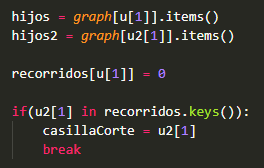 hijos = graph[u[1]].items()
hijos2 = graph[u2[1]].items()
recorridos[u[1]] = 0
if(u2[1] in recorridos.keys()):
    casillaCorte = u2[1]
    break